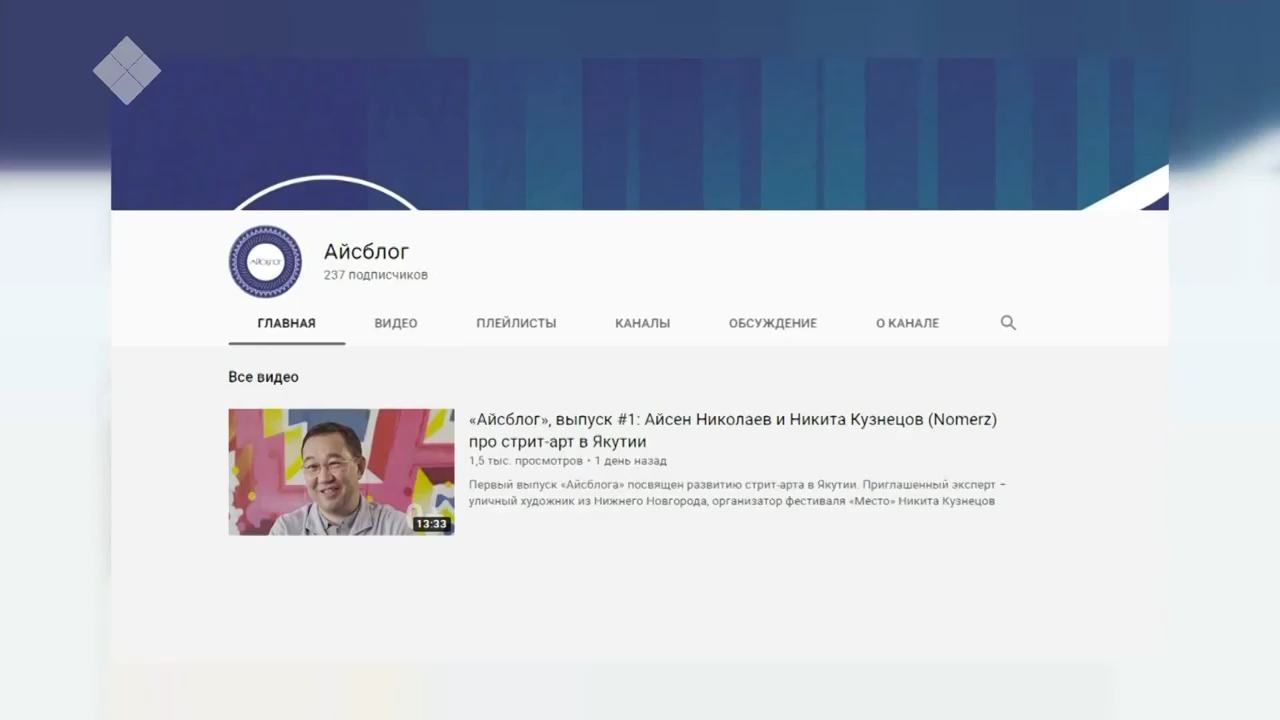 Айсблог
237 подписчиков
АЙСБЛОГ
ГЛАВНАЯ ВИДЕО ПЛЕЙЛИСТЫ КАНАЛЫ ОБСУЖДЕНИЕ О КАНАЛЕ
Все видео
«Айсблог», выпуск #1: Айсен Николаев и Никита Кузнецов (Nomerz)
про стрит-арт в Якутии
1,5 тыс. просмотров • 1 день назад
Первый выпуск «Айсблога» посвящен развитию стрит-арта в Якутии. Приглашенный эксперт –
уличный художник из Нижнего Новгорода, организатор фестиваля «Место» Никита Кузнецов
13:33